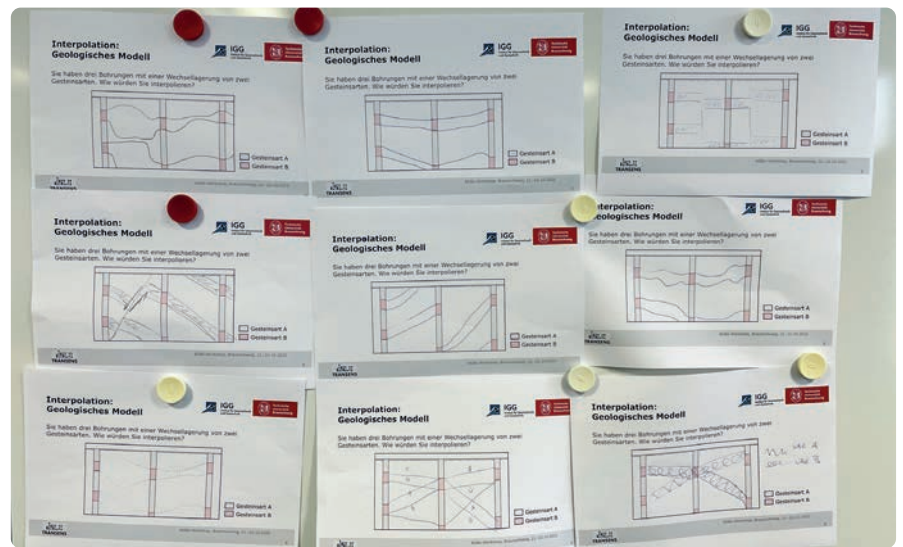 Interpolation:
Geologisches Modell
IGG
Sie haben drei Bohrungen mit einer Wechsellagerung von zwei
Gesteinsarten. Wie würden Sie interpolieren?
Gesteinsart A
Gesteinsart B
TRANSENS
Interpolation:
Geologisches Modell
IGG
Sie haben drei Bohrungen mit einer Wechsellagerung von zwei
Gesteinsarten. Wie würden Sie interpolieren?
Gesteinsart A
Gesteinsart B
TRANSENS
Interpolation:
Geologisches Modell
IGG
Sie haben drei Bohrungen mit einer Wechsellagerung von zwei
Gesteinsarten. Wie würden Sie interpolieren?
Gesteinsart A
Gesteinsart B
TRANSENS
Interpolation:
Geologisches Modell
IGG
Sie haben drei Bohrungen mit einer Wechsellagerung von zwei
Gesteinsarten. Wie würden Sie interpolieren?
Gesteinsart A
Gesteinsart B
TRANSENS
Interpolation:
Geologisches Modell
IGG
Sie haben drei Bohrungen mit einer Wechsellagerung von zwei
Gesteinsarten. Wie würden Sie interpolieren?
Gesteinsart A
Gesteinsart B
TRANSENS
terpolation:
eologisches Modell
IGG
Sie haben drei Bohrungen mit einer Wechsellagerung von zwei
Gesteinsarten. Wie würden Sie interpolieren?
Gesteinsart A
Gesteinsart B
TRANSENS
Interpolation:
Geologisches Modell
IGG
Sie haben drei Bohrungen mit einer Wechsellagerung von zwei
Gesteinsarten. Wie würden Sie interpolieren?
Gesteinsart A
Gesteinsart B
TRANSENS
Interpolation:
Geologisches Modell
IGG
Sie haben drei Bohrungen mit einer Wechsellagerung von zwei
Gesteinsarten. Wie würden Sie interpolieren?
Gesteinsart A
Gesteinsart B
TRANSENS
Interpolation:
Geologisches Modell
IGG
Sie haben drei Bohrungen mit einer Wechsellagerung von zwei
Gesteinsarten. Wie würden Sie interpolieren?
Gesteinsart A
Gesteinsart B
TRANSENS